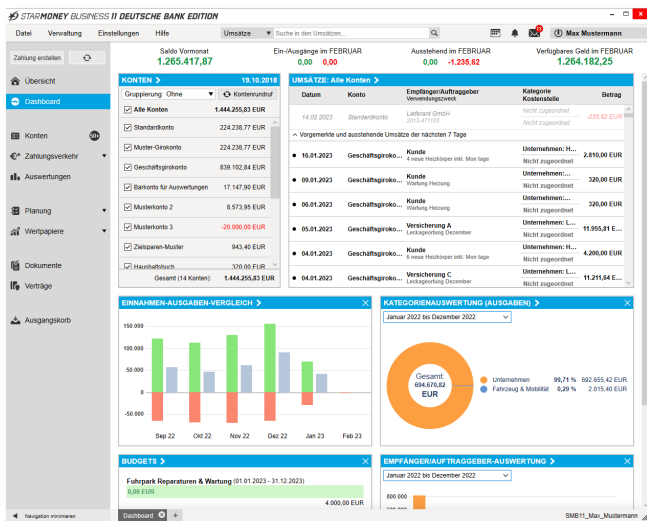 STARMONEY BUSINESS 11 DEUTSCHE BANK EDITION
Datei Verwaltung Einstellungen Hilfe Umsätze Suche in den Umsätzen... Max Mustermann
Zahlung erstellen
Saldo Vormonat
1.265.417,87
Ein-/Ausgänge im FEBRUAR
0,00 0,00
Ausstehend im FEBRUAR
0,00 -1.235,62
Verfügbares Geld im FEBRUAR
1.264.182,25
Übersicht
Dashboard
Konten 50+
Zahlungsverkehr
Auswertungen
Planung
Wertpapiere
Dokumente
Verträge
Ausgangskorb
Navigation minimieren
KONTEN 19.10.2018
Gruppierung: Ohne Kontenrundruf
Alle Konten 1.444.255,83 EUR
Standardkonto 224.238,77 EUR
Muster-Girokonto 224.238,77 EUR
Geschäftsgirokonto 839.102,84 EUR
Barkonto für Auswertungen 17.147,90 EUR
Musterkonto 2 8.573,95 EUR
Musterkonto 3 -20.000,00 EUR
Zielsparen-Muster 943,40 EUR
Haushaltsbuch 320,00 EUR
Gesamt (14 Konten): 1.444.255,83 EUR
UMSÄTZE: Alle Konten
Datum Konto Empfänger/Auftraggeber Verwendungszweck Kategorie Kostenstelle Betrag
14.02.2023 Standardkonto Lieferant GmbH 2013-471102 Nicht zugeordnet Nicht zugeordnet -235,62 EUR
Vorgemerkte und ausstehende Umsätze der nächsten 7 Tage
16.01.2023 Geschäftsgiroko... Kunde 4 neue Heizkörper inkl. Montage Unternehmen: H... Nicht zugeordnet 2.810,00 EUR
09.01.2023 Geschäftsgiroko... Kunde Wartung Heizung Unternehmen:... Nicht zugeordnet 320,00 EUR
06.01.2023 Geschäftsgiroko... Kunde Wartung Heizung Unternehmen:... Nicht zugeordnet 320,00 EUR
05.01.2023 Geschäftsgiroko... Versicherung A Leckageortung Dezember Unternehmen: L... Nicht zugeordnet 11.955,81 E...
04.01.2023 Geschäftsgiroko... Kunde 6 neue Heizkörper inkl. Montage Unternehmen: H... Nicht zugeordnet 4.200,00 EUR
04.01.2023 Geschäftsgiroko... Versicherung C Leckageortung Dezember Unternehmen: L... Nicht zugeordnet 11.211,64 E...
EINNAHMEN-AUSGABEN-VERGLEICH
150.000
100.000
50.000
0
-50.000
Sep 22 Okt 22 Nov 22 Dez 22 Jan 23 Feb 23
KATEGORIENAUSWERTUNG (AUSGABEN)
Januar 2022 bis Dezember 2022
Gesamt:
694.670,82
EUR
Unternehmen 99,71 % 692.655,42 EUR
Fahrzeug & Mobilität 0,29 % 2.015,40 EUR
BUDGETS
Fuhrpark Reparaturen & Wartung (01.01.2023 - 31.12.2023)
0,00 EUR
4.000,00 EUR
EMPFÄNGER/AUFTRAGGEBER-AUSWERTUNG
Januar 2022 bis Dezember 2022
600.000
Dashboard +
SMB11_Max_Mustermann